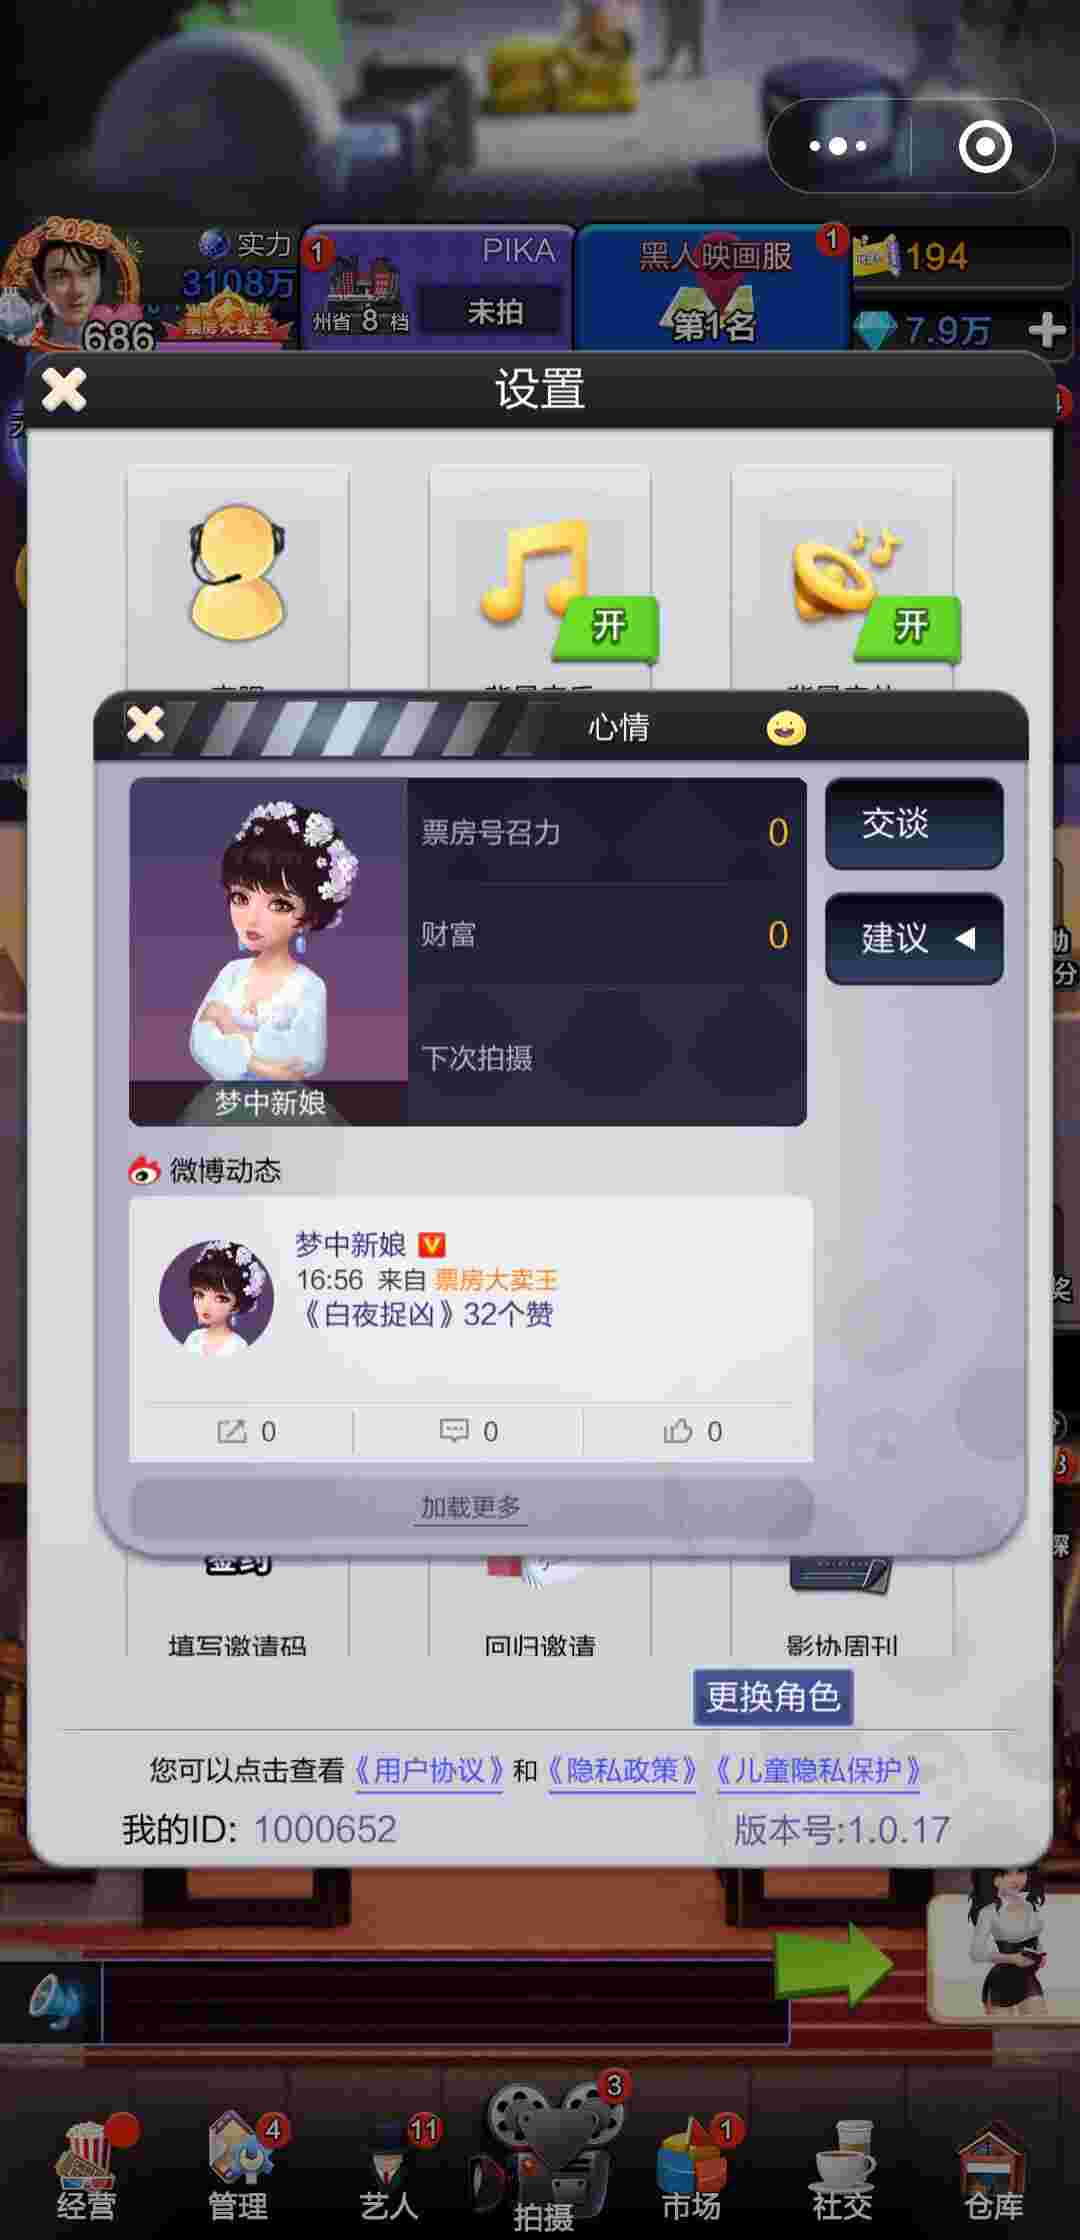 2025
实力
3108万
686
票房大卖王
1
PIKA
州省 8 档
未拍
黑人映画服
1
第1名
194
7.9万
设置
开
开
心情
票房号召力 0
财富 0
下次拍摄
梦中新娘
交谈
建议
微博动态
梦中新娘
16:56 来自 票房大卖王
《白夜捉凶》32个赞
0
0
0
加载更多
填写邀请码
回归邀请
影协周刊
更换角色
您可以点击查看《用户协议》和《隐私政策》《儿童隐私保护》
我的ID: 1000652
版本号:1.0.17
经营
4
管理
11
艺人
3
拍摄
1
市场
社交
仓库